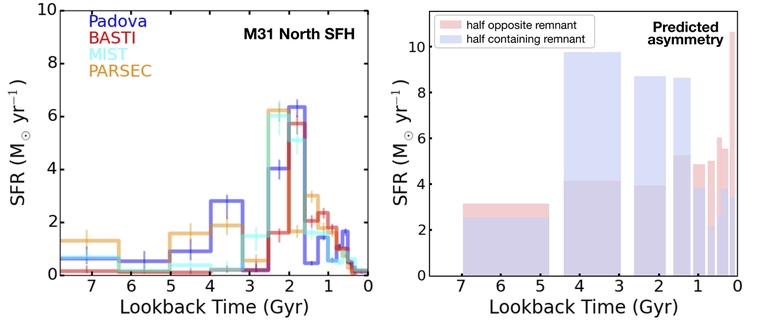 10
8
6
4
2
0
SFR (M⊙ yr⁻¹)
Padova
BASTI
MIST
PARSEC
M31 North SFH
7 6 5 4 3 2 1 0
Lookback Time (Gyr)
10
8
6
4
2
0
SFR (M⊙ yr⁻¹)
half opposite remnant
half containing remnant
Predicted
asymmetry
7 6 5 4 3 2 1 0
Lookback Time (Gyr)